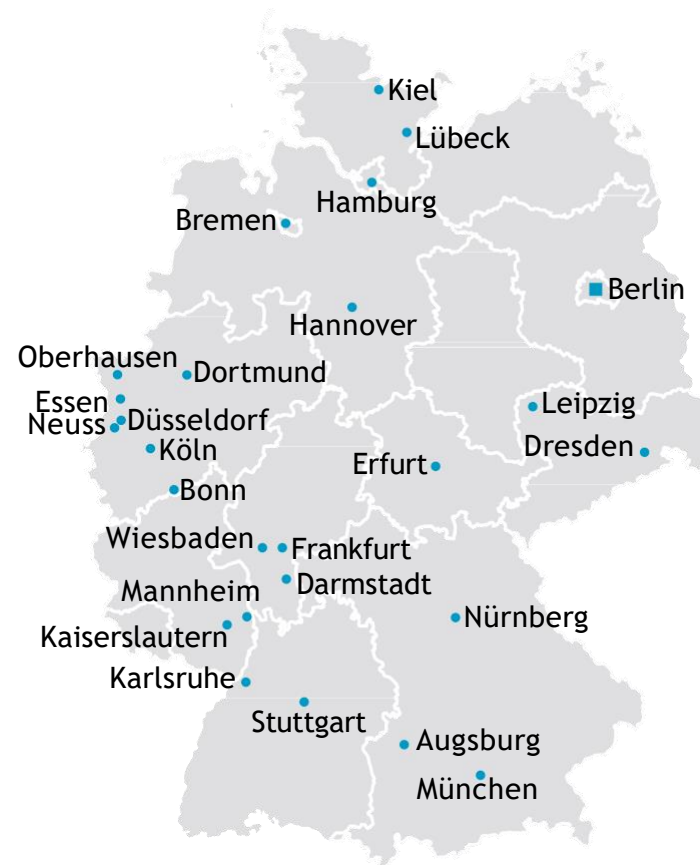 Kiel
Lübeck
Hamburg
Bremen
Berlin
Hannover
Oberhausen
Dortmund
Essen
Leipzig
Düsseldorf
Neuss
Köln
Dresden
Erfurt
Bonn
Wiesbaden
Frankfurt
Darmstadt
Mannheim
Nürnberg
Kaiserslautern
Karlsruhe
Stuttgart
Augsburg
München